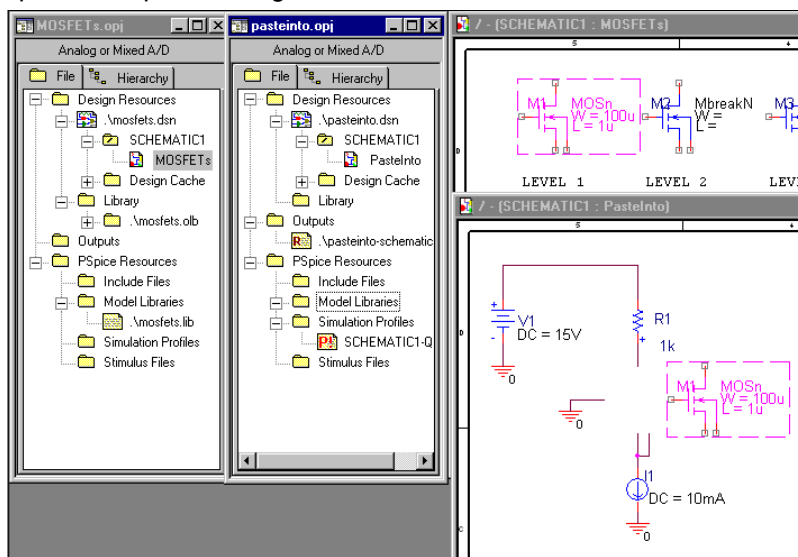 MOSFETs.opj
Analog or Mixed A/D
File Hierarchy
Design Resources
.\mosfets.dsn
SCHEMATIC1
MOSFETs
Design Cache
Library
.\mosfets.olb
Outputs
PSpice Resources
Include Files
Model Libraries
.\mosfets.lib
Simulation Profiles
Stimulus Files
pasteinto.opj
Analog or Mixed A/D
File Hierarchy
Design Resources
.\pasteinto.dsn
SCHEMATIC1
PasteInto
Design Cache
Library
Outputs
.\pasteinto-schematic
PSpice Resources
Include Files
Model Libraries
Simulation Profiles
SCHEMATIC1-Q
Stimulus Files
/ - (SCHEMATIC1 : MOSFETs)
5
M1 MOSn
W = 100u
L = 1u
M2 MbreakN
W =
L =
M3
D
LEVEL 1 LEVEL 2
/ - (SCHEMATIC1 : PasteInto)
5
V1
DC = 15V
0
R1
1k
D
M1 MOSn
W = 100u
L = 1u
0
I1
DC = 10mA
0
C